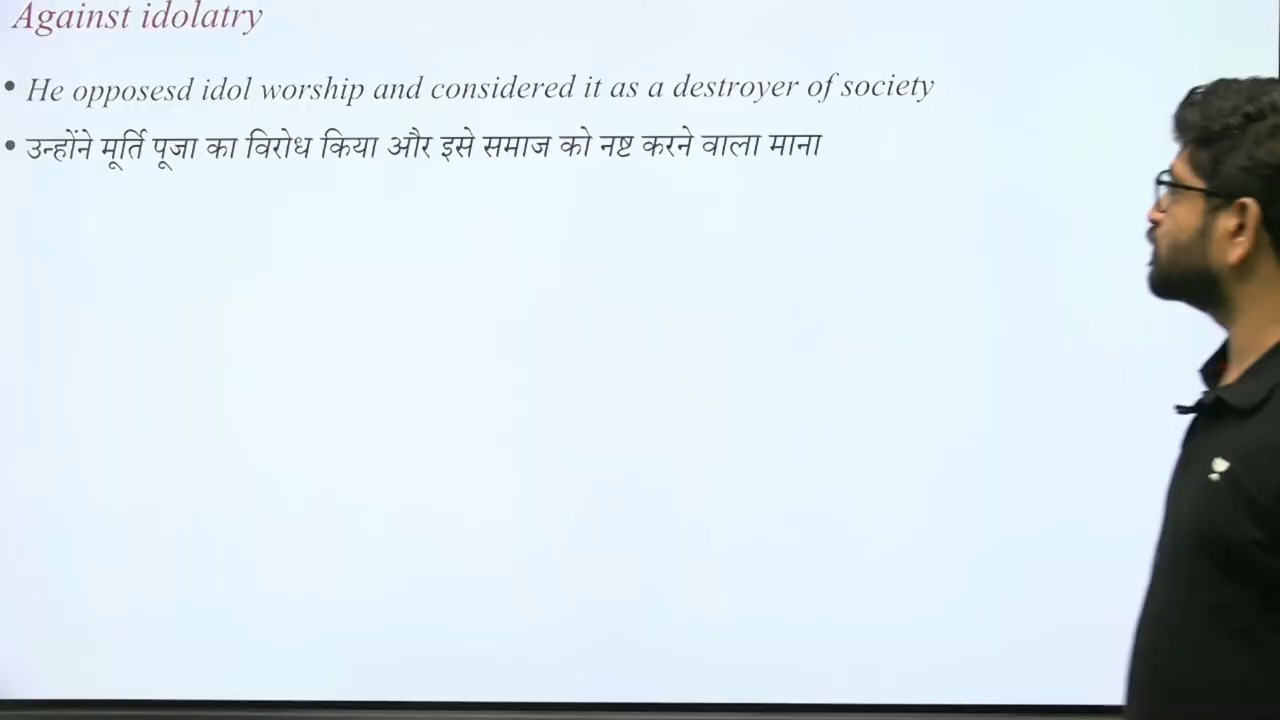 Against idolatry
• He opposesd idol worship and considered it as a destroyer of society
• उन्होंने मूर्ति पूजा का विरोध किया और इसे समाज को नष्ट करने वाला माना